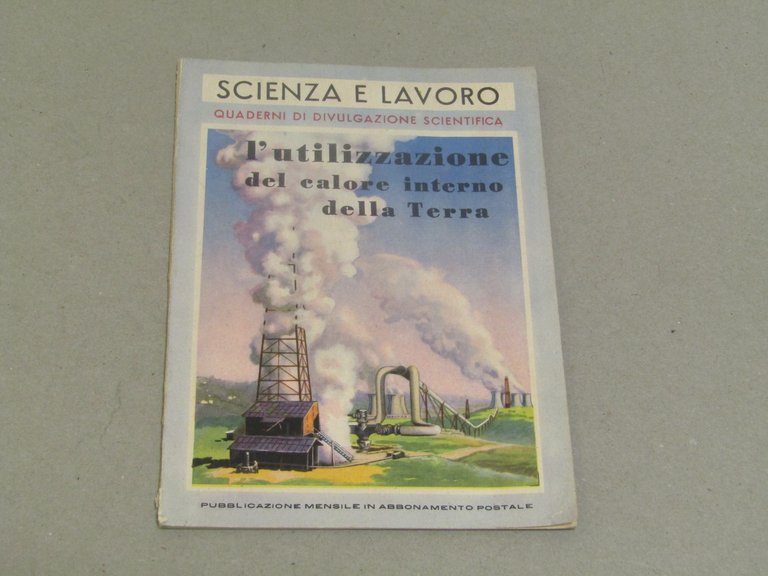 SCIENZA E LAVORO
QUADERNI DI DIVULGAZIONE SCIENTIFICA
l'utilizzazione
del calore interno
della Terra
PUBBLICAZIONE MENSILE IN ABBONAMENTO POSTALE